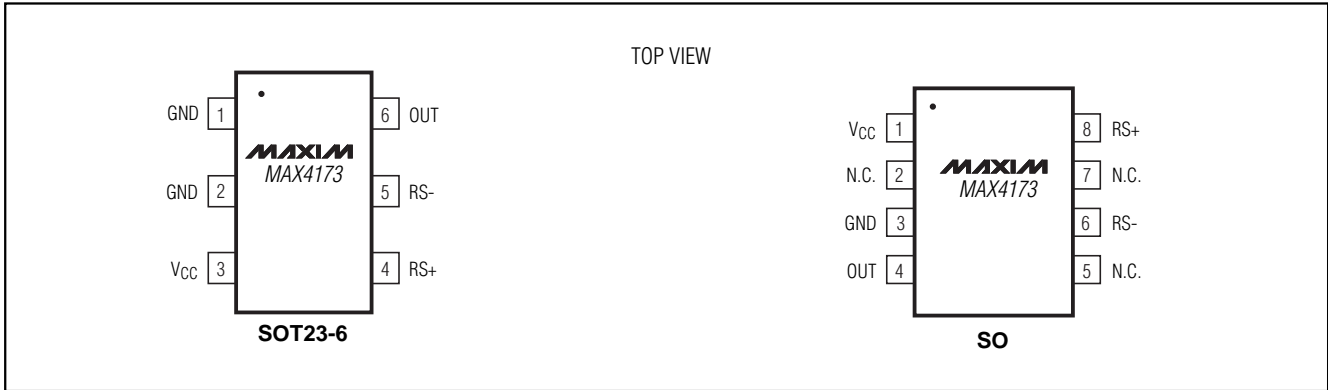 TOP VIEW
GND 1
6 OUT
MAXIM
MAX4173
GND 2
5 RS-
VCC 3
4 RS+
SOT23-6
VCC 1
8 RS+
N.C. 2
7 N.C.
MAXIM
MAX4173
GND 3
6 RS-
OUT 4
5 N.C.
SO